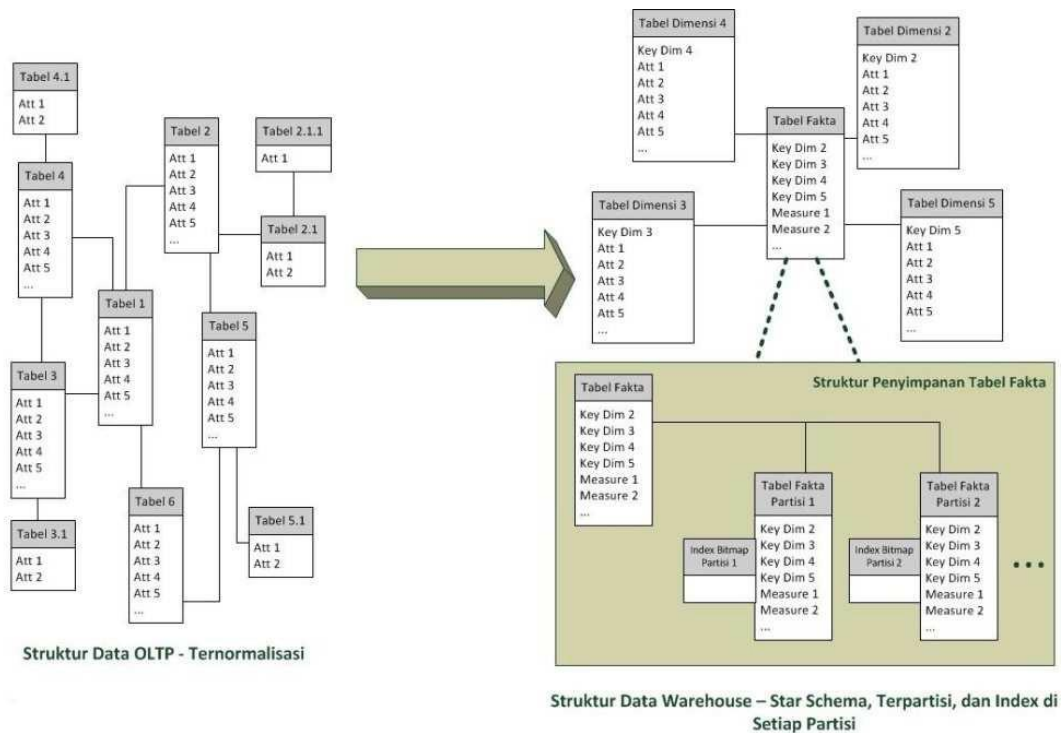 Tabel 4.1
Att 1
Att 2
Tabel 4
Att 1
Att 2
Att 3
Att 4
Att 5
...
Tabel 2
Att 1
Att 2
Att 3
Att 4
Att 5
...
Tabel 2.1.1
Att 1
Tabel 2.1
Att 1
Att 2
Tabel 1
Att 1
Att 2
Att 3
Att 4
Att 5
...
Tabel 5
Att 1
Att 2
Att 3
Att 4
Att 5
...
Tabel 3
Att 1
Att 2
Att 3
Att 4
Att 5
...
Tabel 3.1
Att 1
Att 2
Tabel 6
Att 1
Att 2
Att 3
Att 4
Att 5
...
Tabel 5.1
Att 1
Att 2
Struktur Data OLTP - Ternormalisasi
Tabel Dimensi 4
Key Dim 4
Att 1
Att 2
Att 3
Att 4
Att 5
...
Tabel Dimensi 2
Key Dim 2
Att 1
Att 2
Att 3
Att 4
Att 5
...
Tabel Fakta
Key Dim 2
Key Dim 3
Key Dim 4
Key Dim 5
Measure 1
Measure 2
...
Tabel Dimensi 3
Key Dim 3
Att 1
Att 2
Att 3
Att 4
Att 5
...
Tabel Dimensi 5
Key Dim 5
Att 1
Att 2
Att 3
Att 4
Att 5
...
Struktur Penyimpanan Tabel Fakta
Tabel Fakta
Key Dim 2
Key Dim 3
Key Dim 4
Key Dim 5
Measure 1
Measure 2
...
Tabel Fakta
Partisi 1
Key Dim 2
Key Dim 3
Key Dim 4
Key Dim 5
Measure 1
Measure 2
...
Index Bitmap
Partisi 1
Tabel Fakta
Partisi 2
Key Dim 2
Key Dim 3
Key Dim 4
Key Dim 5
Measure 1
Measure 2
...
Index Bitmap
Partisi 2
...
Struktur Data Warehouse – Star Schema, Terpartisi, dan Index di
Setiap Partisi